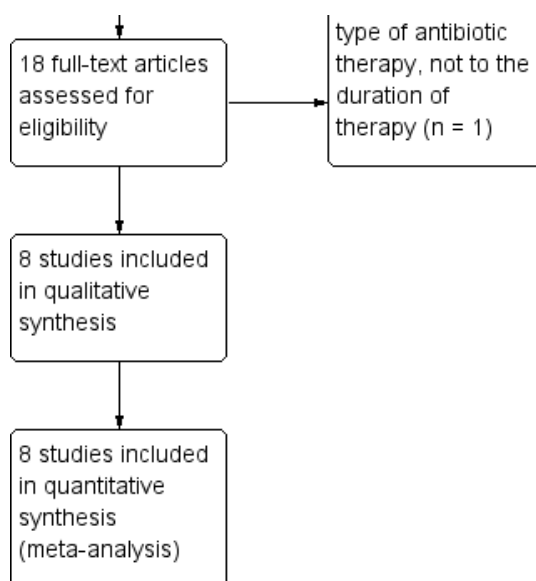 18 full-text articles
assessed for
eligibility
type of antibiotic
therapy, not to the
duration of
therapy (n = 1)
8 studies included
in qualitative
synthesis
8 studies included
in quantitative
synthesis
(meta-analysis)